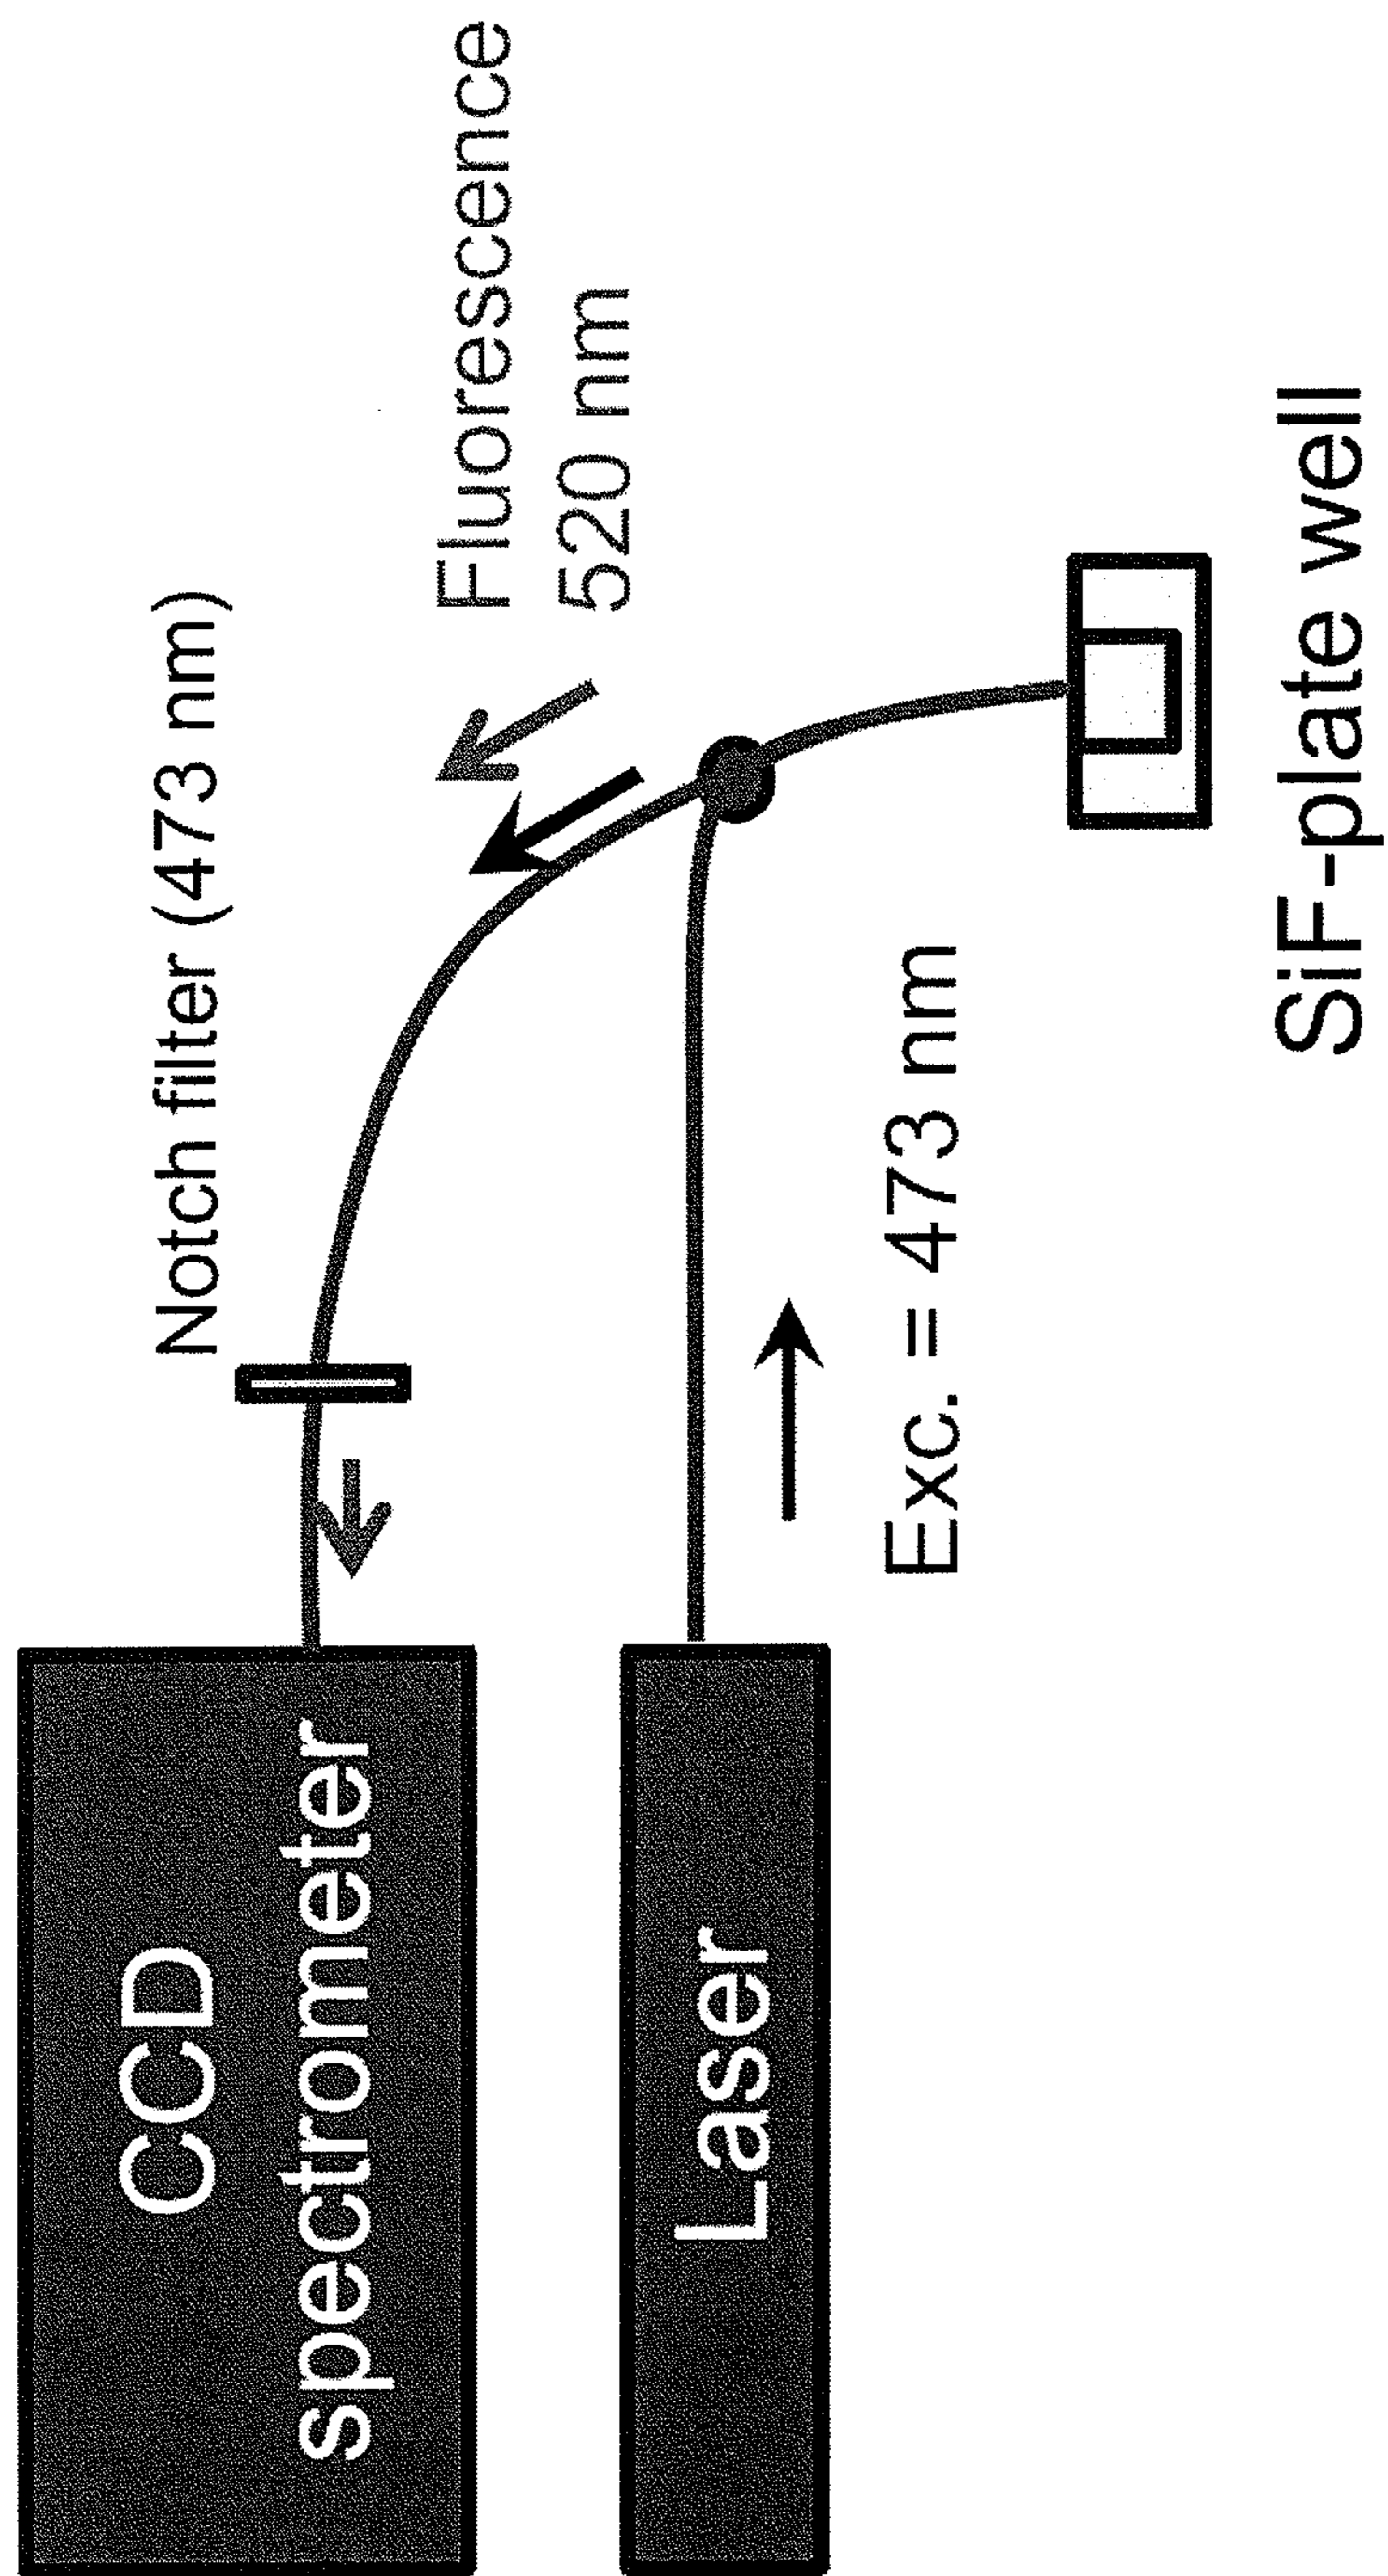 CCD
spectrometer
Notch filter (473 nm)
Fluorescence
520 nm
Laser
Exc. = 473 nm
SiF-plate well